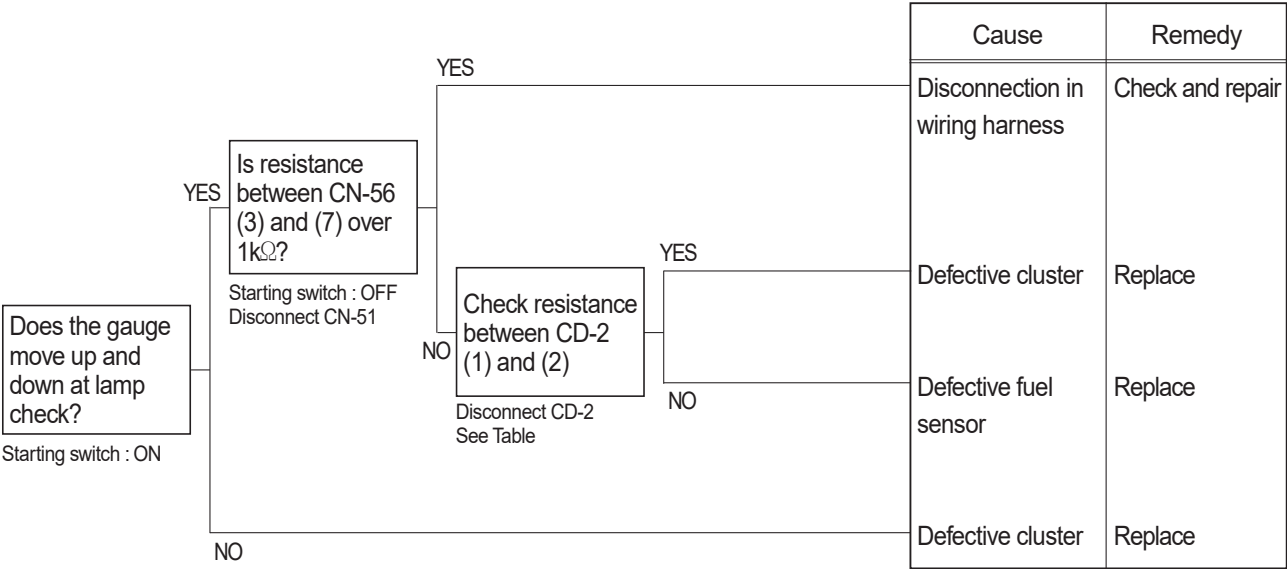 Cause
Remedy
YES
Disconnection in
wiring harness
Check and repair
YES
Is resistance
between CN-56
(3) and (7) over
1kΩ?
Starting switch : OFF
Disconnect CN-51
YES
Defective cluster
Replace
Does the gauge
move up and
down at lamp
check?
Starting switch : ON
NO
Check resistance
between CD-2
(1) and (2)
Disconnect CD-2
See Table
NO
Defective fuel
sensor
Replace
NO
Defective cluster
Replace